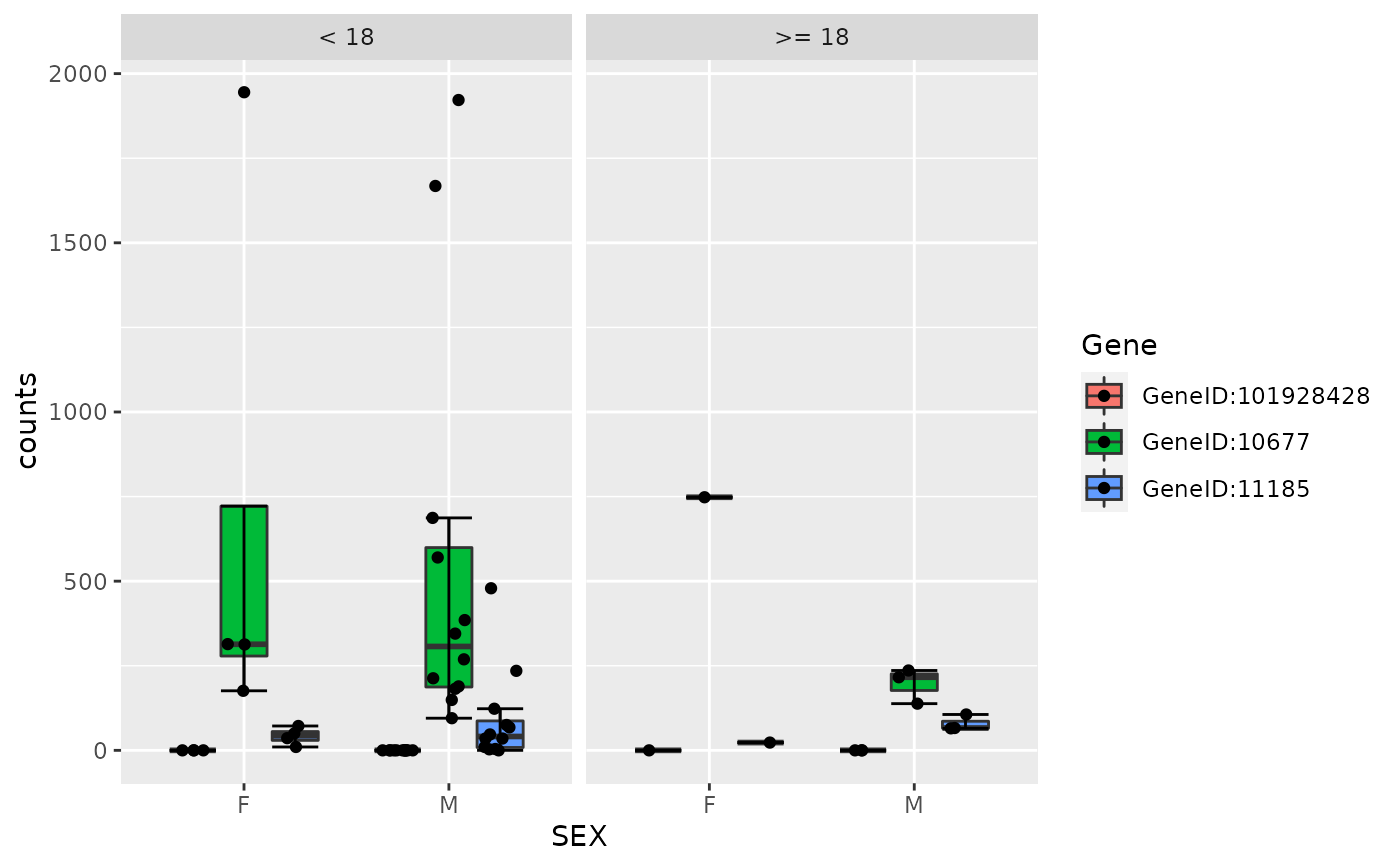 < 18
>= 18
2000
1500
1000
500
0
counts
F
M
F
M
SEX
Gene
GeneID:101928428
GeneID:10677
GeneID:11185